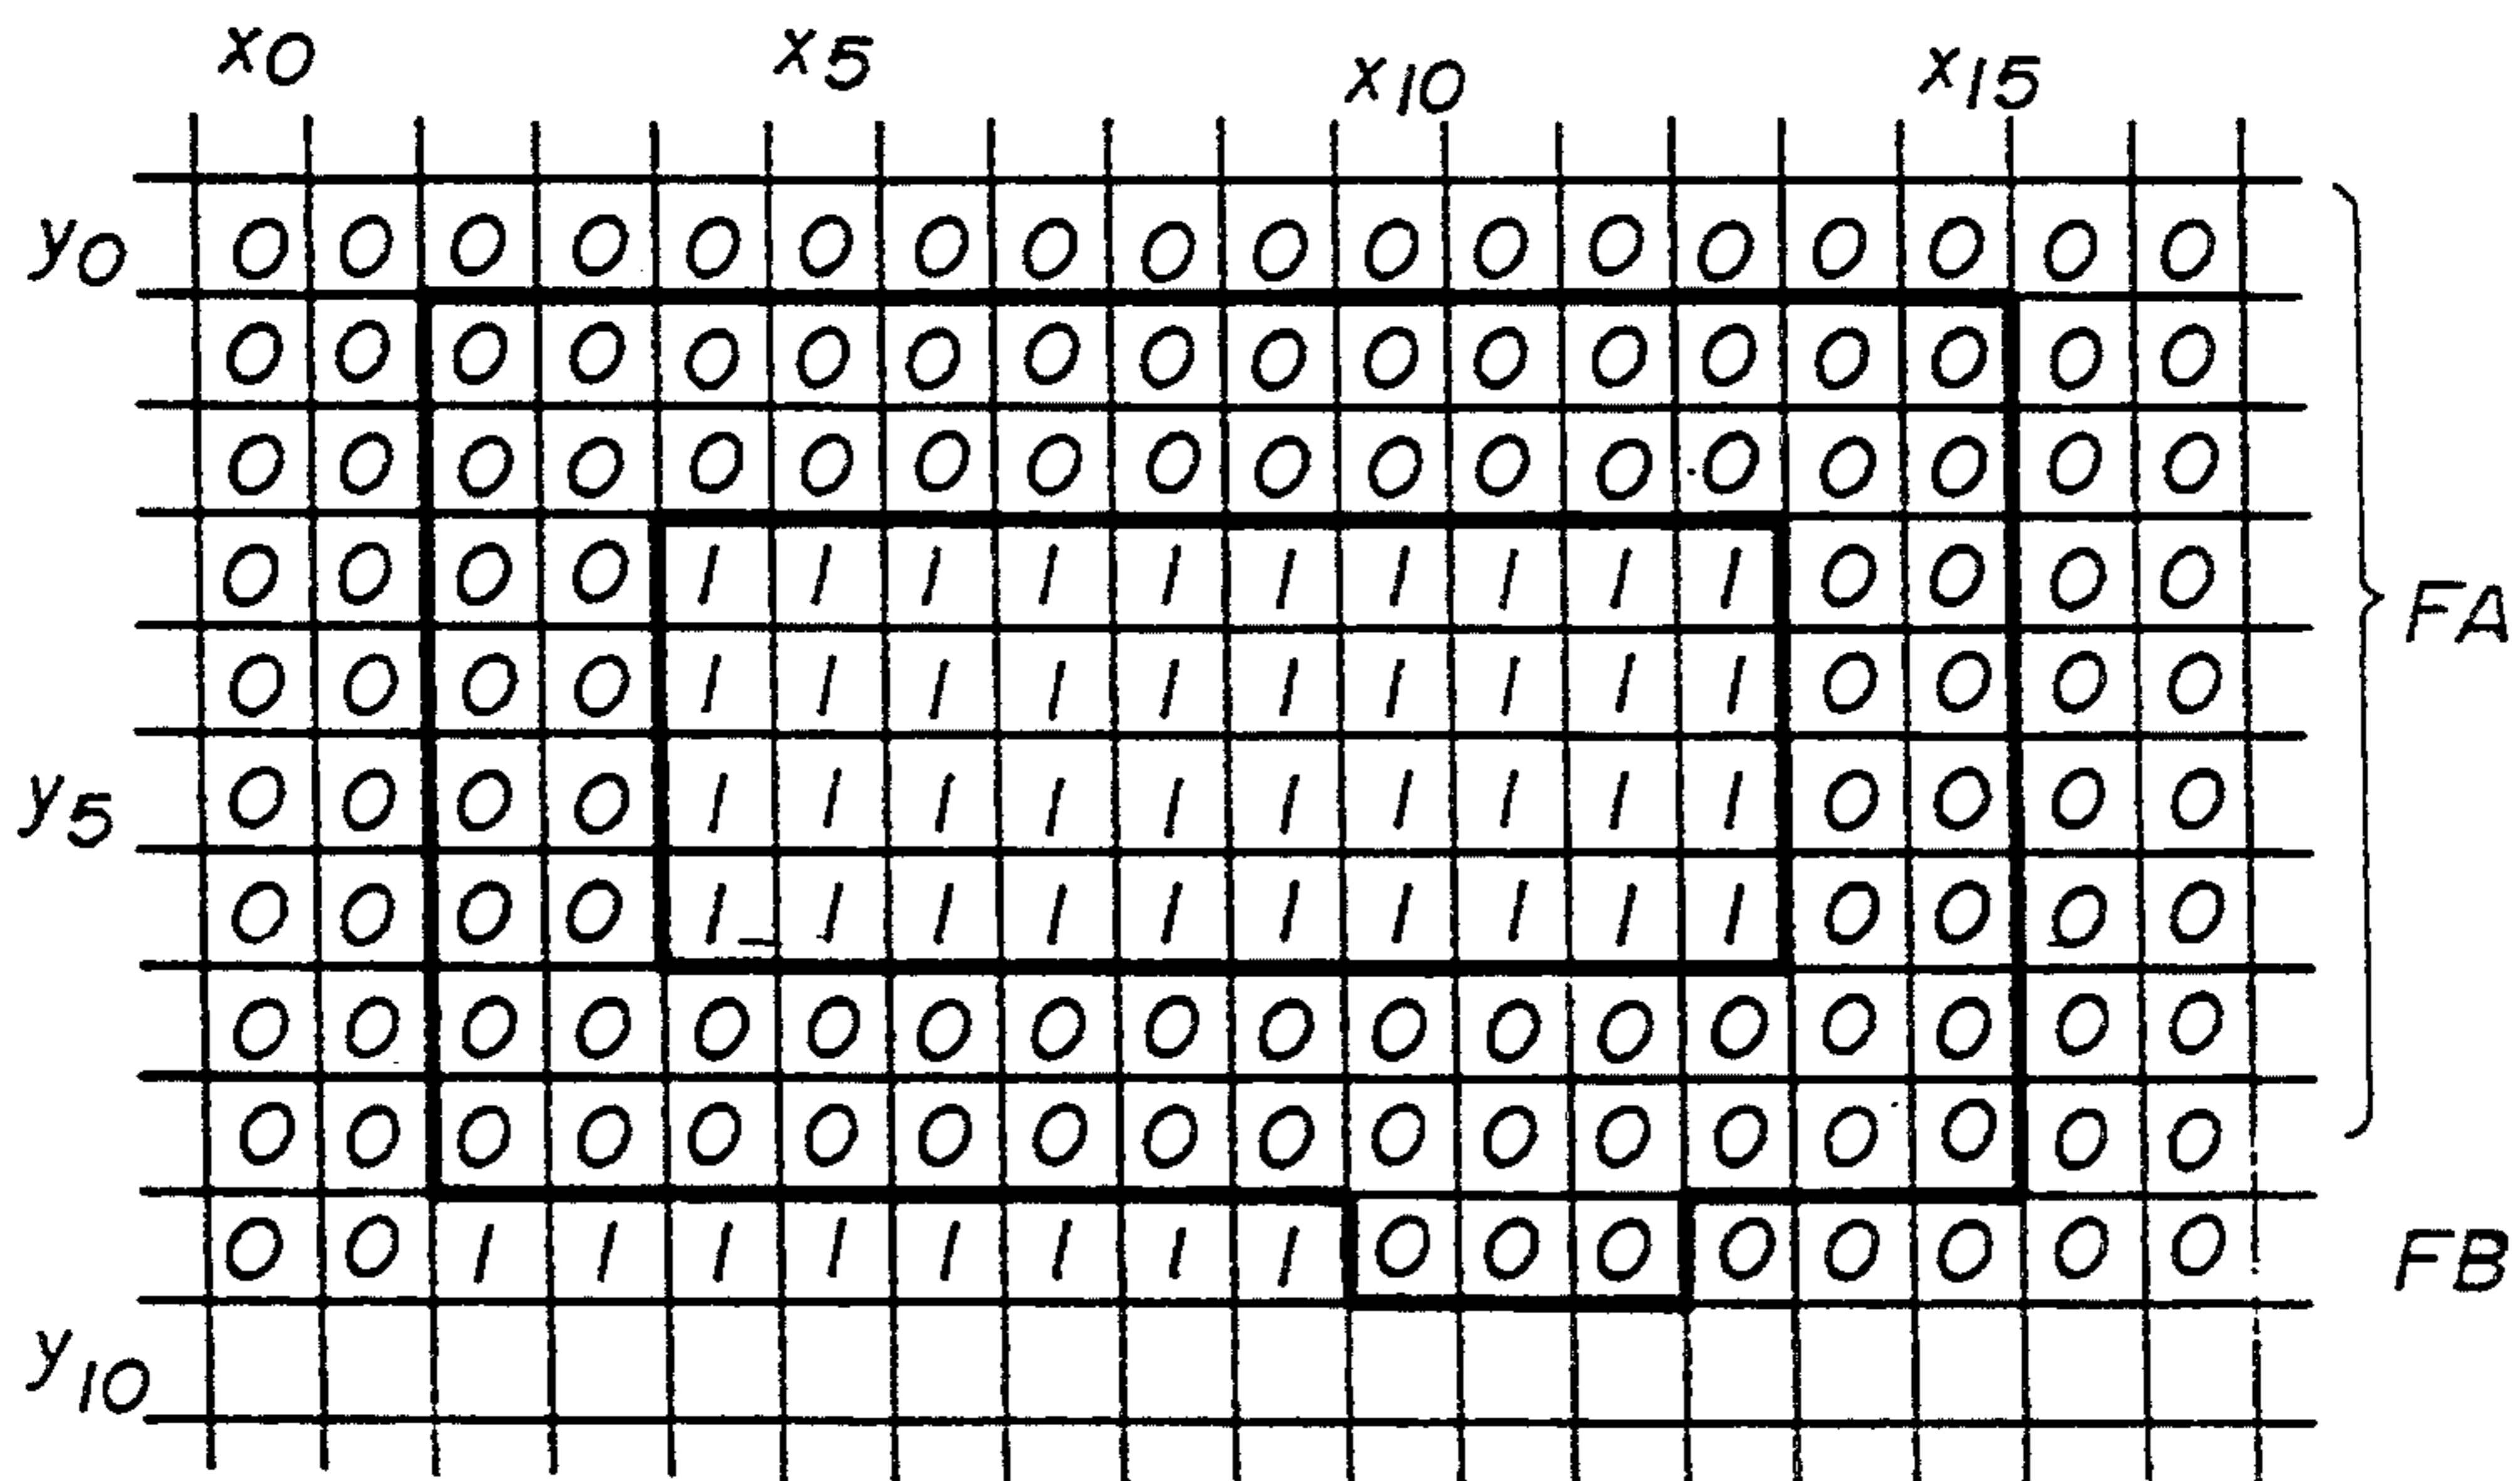 x0 x5 x10 x15
y0 0 0 0 0 0 0 0 0 0 0 0 0 0 0 0 0 0 0
0 0 0 0 0 0 0 0 0 0 0 0 0 0 0 0 0 0
0 0 0 0 0 0 0 0 0 0 0 0 0 0 0 0 0 0
0 0 0 0 1 1 1 1 1 1 1 1 1 1 0 0 0 0 FA
0 0 0 0 1 1 1 1 1 1 1 1 1 1 0 0 0 0
y5 0 0 0 0 1 1 1 1 1 1 1 1 1 1 0 0 0 0
0 0 0 0 1 1 1 1 1 1 1 1 1 1 0 0 0 0
0 0 0 0 0 0 0 0 0 0 0 0 0 0 0 0 0 0
0 0 0 0 0 0 0 0 0 0 0 0 0 0 0 0 0 0
0 0 1 1 1 1 1 1 1 1 0 0 0 0 0 0 0 0 FB
y10